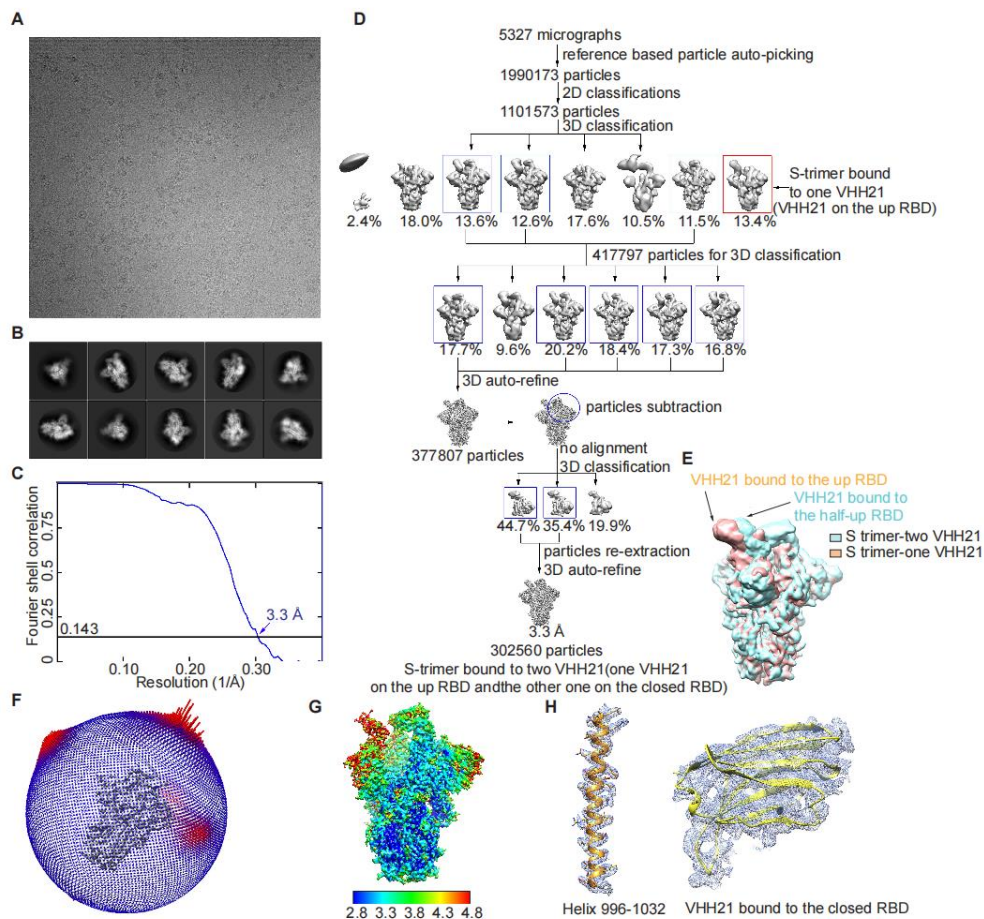 A
D
5327 micrographs
reference based particle auto-picking
1990173 particles
2D classifications
1101573 particles
3D classification
S-trimer bound
to one VHH21
(VHH21 on the up RBD)
2.4% 18.0% 13.6% 12.6% 17.6% 10.5% 11.5% 13.4%
417797 particles for 3D classification
17.7% 9.6% 20.2% 18.4% 17.3% 16.8%
3D auto-refine
particles subtraction
377807 particles
no alignment
3D classification
44.7% 35.4% 19.9%
particles re-extraction
3D auto-refine
3.3 Å
302560 particles
S-trimer bound to two VHH21(one VHH21
on the up RBD andthe other one on the closed RBD)
B
C
Fourier shell correlation
0.75
0.5
0.25
0.143
0
3.3 Å
0.10 0.20 0.30
Resolution (1/Å)
E
VHH21 bound to the up RBD
VHH21 bound to
the half-up RBD
S trimer-two VHH21
S trimer-one VHH21
F
G
2.8 3.3 3.8 4.3 4.8
H
Helix 996-1032
VHH21 bound to the closed RBD